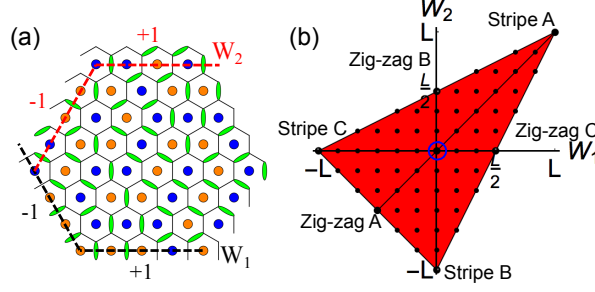 (a)
+1
W₂
-1
-1
W₁
+1
(b)
W₂
L
Stripe A
Zig-zag B
L/2
Zig-zag C
Stripe C
W₁
−L
L/2
L
Zig-zag A
−L
Stripe B